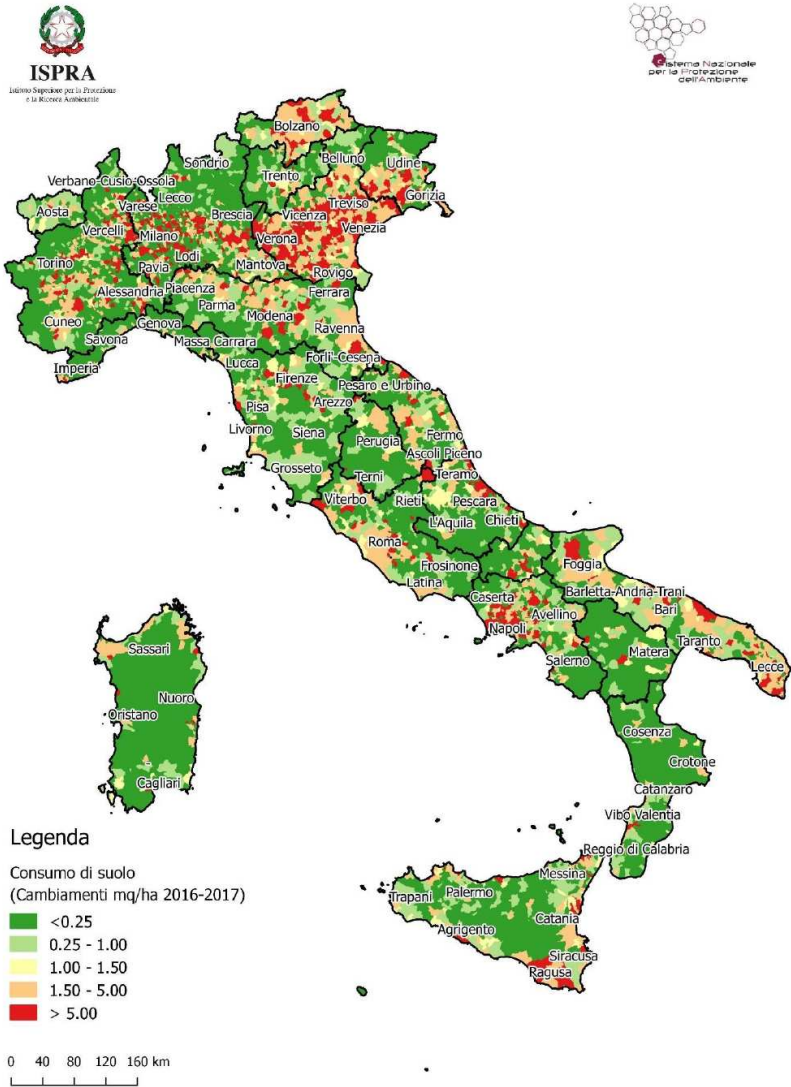 ISPRA
Istituto Superiore per la Protezione
e la Ricerca Ambientale
Sistema Nazionale
per la Protezione
dell'Ambiente
Bolzano
Sondrio
Belluno
Udine
Trento
Verbano-Cusio-Ossola
Lecco
Varese
Aosta
Treviso
Gorizia
Brescia
Vicenza
Venezia
Vercelli
Milano
Verona
Torino
Lodi
Pavia
Mantova
Rovigo
Alessandria
Piacenza
Ferrara
Parma
Cuneo
Modena
Genova
Ravenna
Savona
Massa Carrara
Forlì-Cesena
Imperia
Lucca
Firenze
Pesaro e Urbino
Pisa
Arezzo
Livorno
Siena
Fermo
Perugia
Ascoli Piceno
Grosseto
Terni
Teramo
Viterbo
Rieti
Pescara
L'Aquila
Chieti
Roma
Foggia
Frosinone
Latina
Barletta-Andria-Trani
Caserta
Bari
Avellino
Napoli
Taranto
Matera
Salerno
Lecce
Sassari
Nuoro
Oristano
Cosenza
Crotone
Cagliari
Catanzaro
Vibo Valentia
Reggio di Calabria
Messina
Trapani
Palermo
Catania
Agrigento
Siracusa
Ragusa
Legenda
Consumo di suolo
(Cambiamenti mq/ha 2016-2017)
<0.25
0.25 - 1.00
1.00 - 1.50
1.50 - 5.00
> 5.00
0 40 80 120 160 km